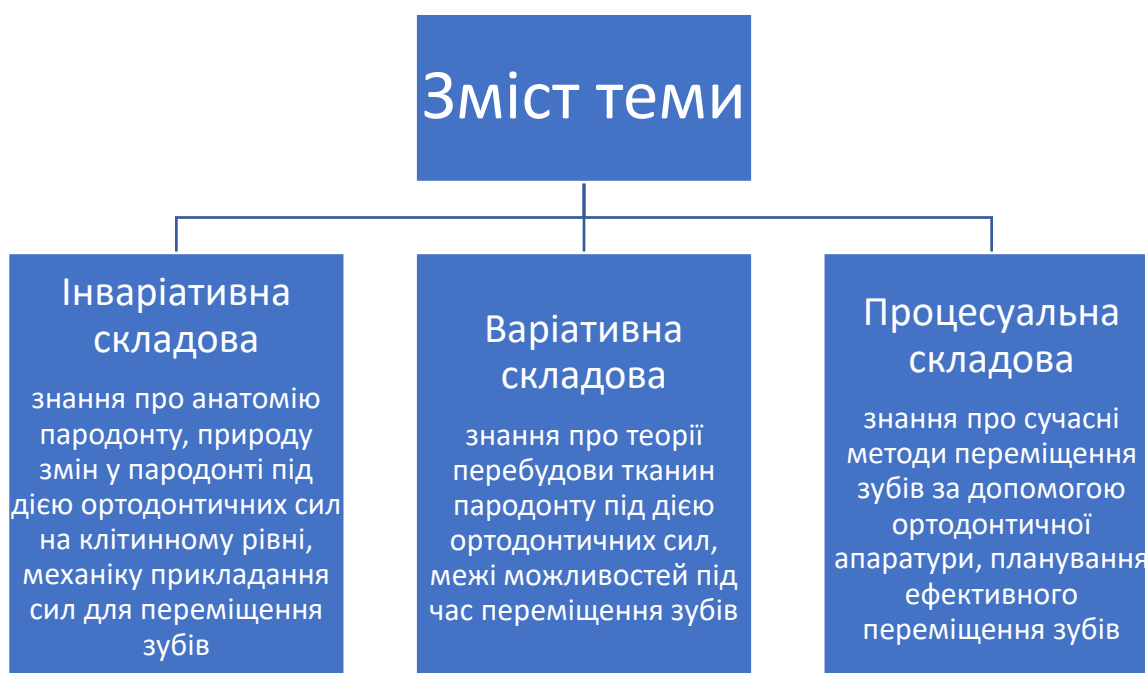 Зміст теми
Інваріативна
складова
знання про анатомію
пародонту, природу
змін у пародонті під
дією ортодонтичних сил
на клітинному рівні,
механіку прикладання
сил для переміщення
зубів
Варіативна
складова
знання про теорії
перебудови тканин
пародонту під дією
ортодонтичних сил,
межі можливостей під
час переміщення зубів
Процесуальна
складова
знання про сучасні
методи переміщення
зубів за допомогою
ортодонтичної
апаратури, планування
ефективного
переміщення зубів